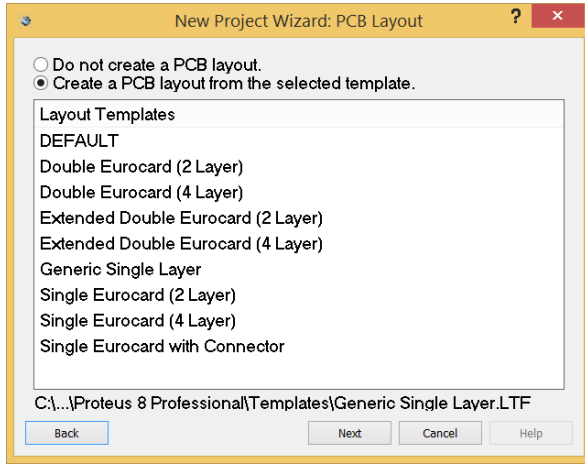 New Project Wizard: PCB Layout
?
×
Do not create a PCB layout.
Create a PCB layout from the selected template.
Layout Templates
DEFAULT
Double Eurocard (2 Layer)
Double Eurocard (4 Layer)
Extended Double Eurocard (2 Layer)
Extended Double Eurocard (4 Layer)
Generic Single Layer
Single Eurocard (2 Layer)
Single Eurocard (4 Layer)
Single Eurocard with Connector
C:\...\Proteus 8 Professional\Templates\Generic Single Layer.LTF
Back Next Cancel Help